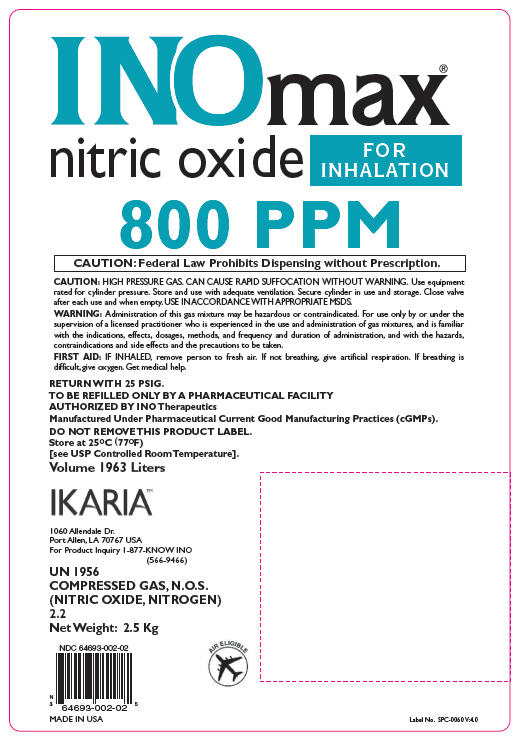 INOmax®
nitric oxide FOR INHALATION
800 PPM
CAUTION: Federal Law Prohibits Dispensing without Prescription.
CAUTION: HIGH PRESSURE GAS. CAN CAUSE RAPID SUFFOCATION WITHOUT WARNING. Use equipment
rated for cylinder pressure. Store and use with adequate ventilation. Secure cylinder in use and storage. Close valve
after each use and when empty. USE IN ACCORDANCE WITH APPROPRIATE MSDS.
WARNING: Administration of this gas mixture may be hazardous or contraindicated. For use only by or under the
supervision of a licensed practitioner who is experienced in the use and administration of gas mixtures, and is familiar
with the indications, effects, dosages, methods, and frequency and duration of administration, and with the hazards,
contraindications and side effects and the precautions to be taken.
FIRST AID: IF INHALED, remove person to fresh air. If not breathing, give artificial respiration. If breathing is
difficult, give oxygen. Get medical help.
RETURN WITH 25 PSIG.
TO BE REFILLED ONLY BY A PHARMACEUTICAL FACILITY
AUTHORIZED BY INO Therapeutics
Manufactured Under Pharmaceutical Current Good Manufacturing Practices (cGMPs).
DO NOT REMOVE THIS PRODUCT LABEL.
Store at 25ºC (77ºF)
[see USP Controlled Room Temperature].
Volume 1963 Liters
IKARIA™
1060 Allendale Dr.
Port Allen, LA 70767 USA
For Product Inquiry 1-877-KNOW INO
(566-9466)
UN 1956
COMPRESSED GAS, N.O.S.
(NITRIC OXIDE, NITROGEN)
2.2
Net Weight: 2.5 Kg
NDC 64693-002-02
N
3 64693-002-02
MADE IN USA
AIR ELIGIBLE
Label No. SPC-0060 V:4.0